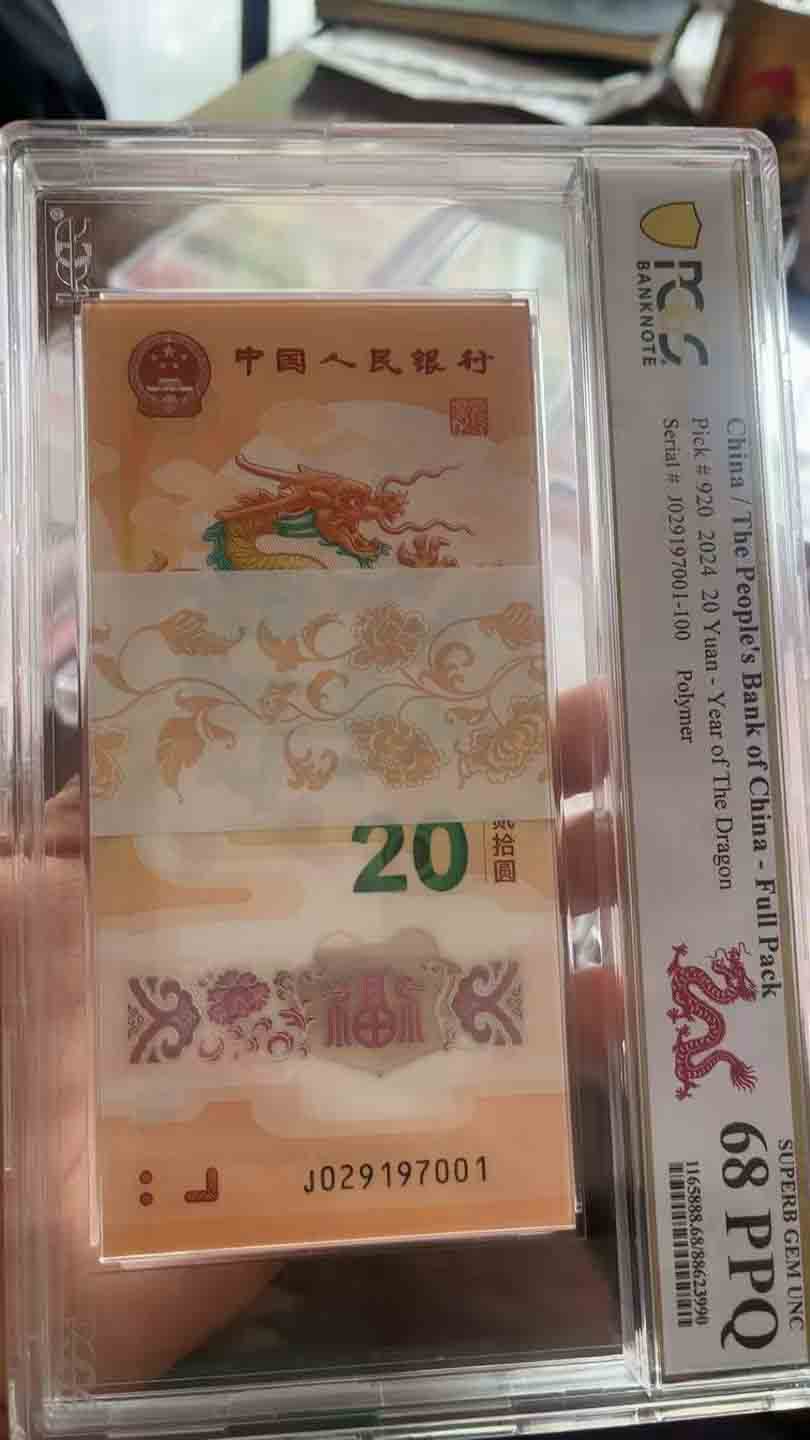 中国人民银行
20
贰拾圆
J029197001
PCGS
BANKNOTE
China / The People's Bank of China - Full Pack
Pick # 920 2024 20 Yuan - Year of The Dragon
Serial # J029197001-100 Polymer
SUPERB GEM UNC
68 PPQ
1165888.68/88623990